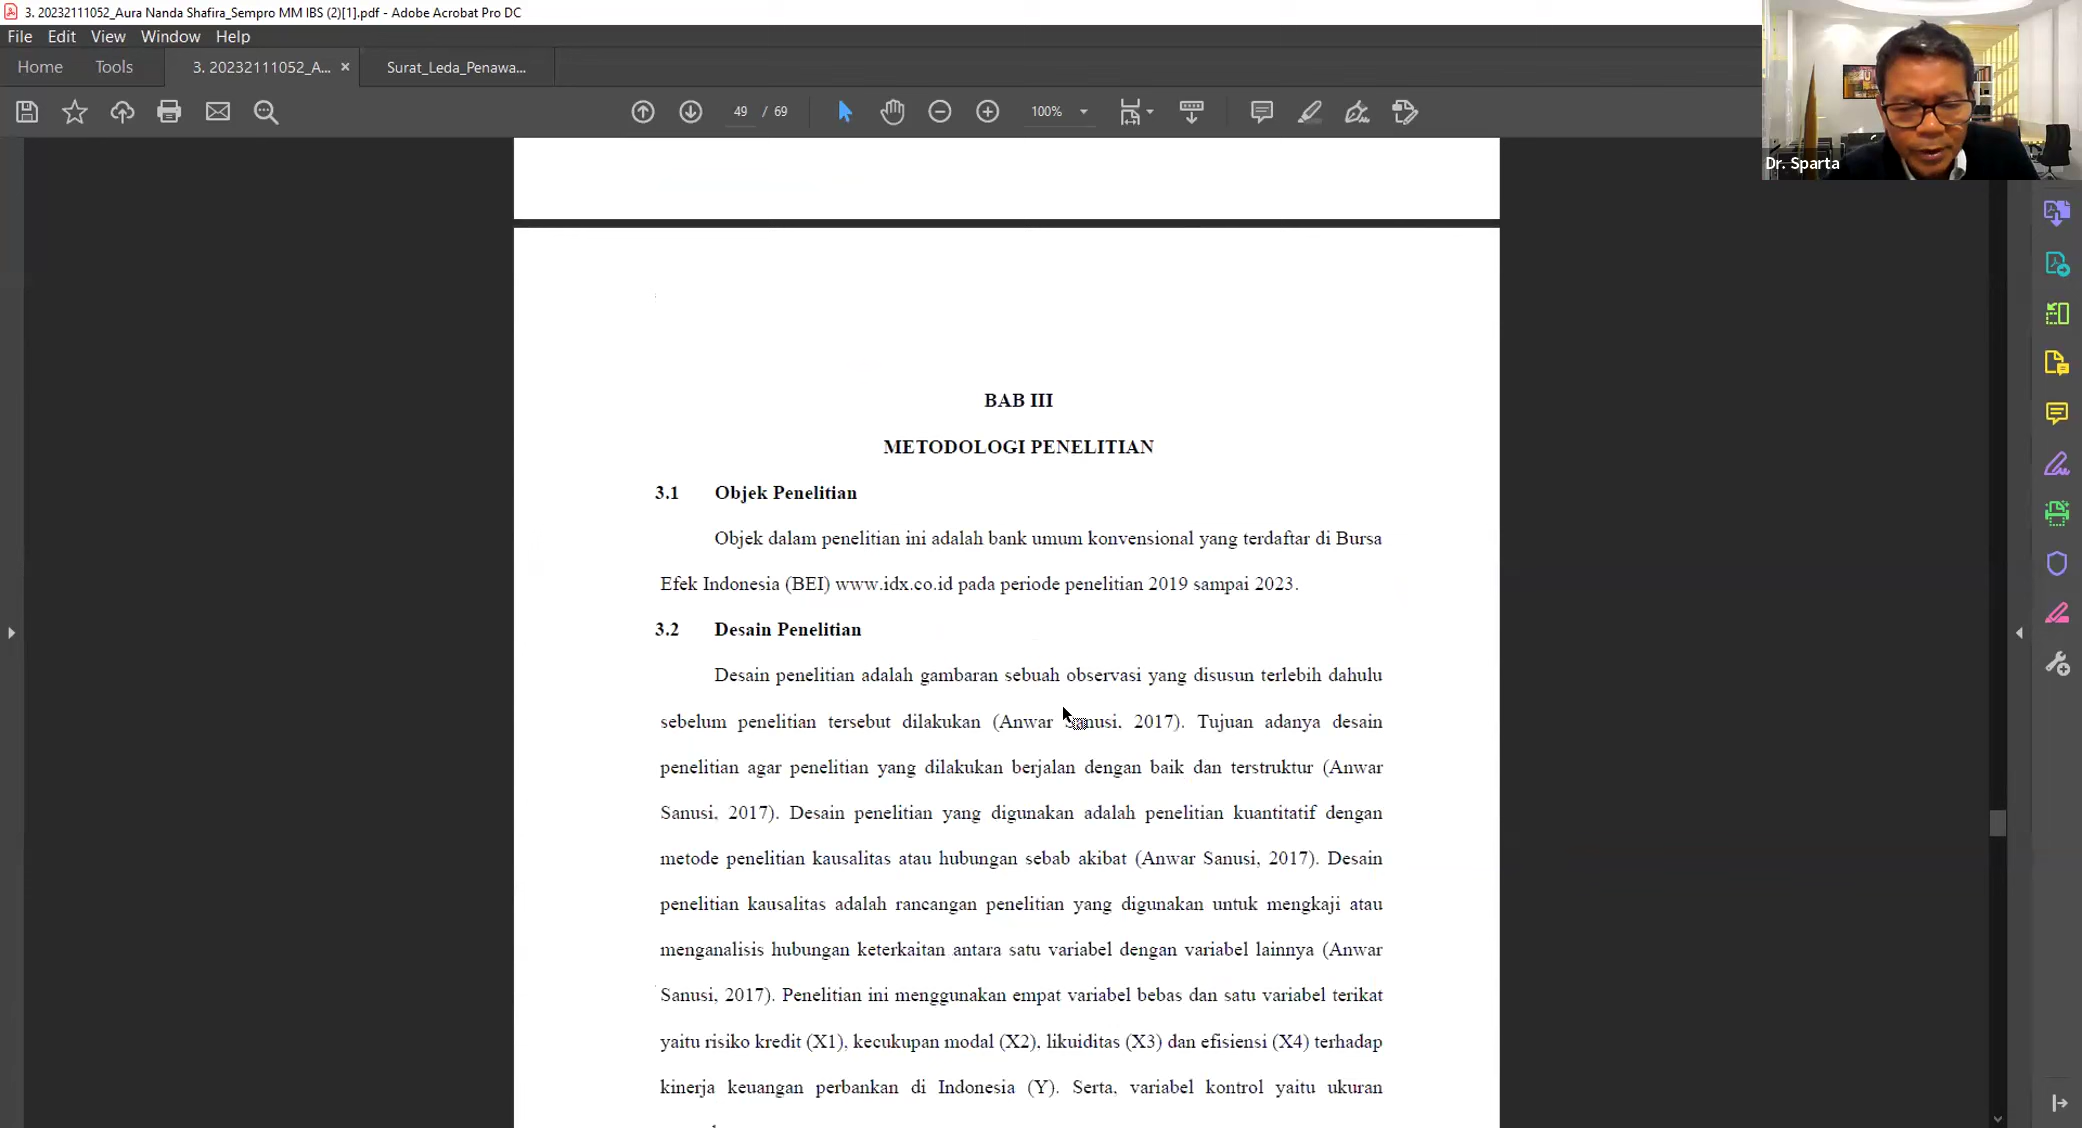 3. 20232111052_Aura Nanda Shafira_Sempro MM IBS (2)[1].pdf - Adobe Acrobat Pro DC
File Edit View Window Help
Home Tools 3. 20232111052_A... × Surat_Leda_Penawa...
49 / 69 100%
Dr. Sparta
BAB III
METODOLOGI PENELITIAN
3.1 Objek Penelitian
Objek dalam penelitian ini adalah bank umum konvensional yang terdaftar di Bursa
Efek Indonesia (BEI) www.idx.co.id pada periode penelitian 2019 sampai 2023.
3.2 Desain Penelitian
Desain penelitian adalah gambaran sebuah observasi yang disusun terlebih dahulu
sebelum penelitian tersebut dilakukan (Anwar Sanusi, 2017). Tujuan adanya desain
penelitian agar penelitian yang dilakukan berjalan dengan baik dan terstruktur (Anwar
Sanusi, 2017). Desain penelitian yang digunakan adalah penelitian kuantitatif dengan
metode penelitian kausalitas atau hubungan sebab akibat (Anwar Sanusi, 2017). Desain
penelitian kausalitas adalah rancangan penelitian yang digunakan untuk mengkaji atau
menganalisis hubungan keterkaitan antara satu variabel dengan variabel lainnya (Anwar
Sanusi, 2017). Penelitian ini menggunakan empat variabel bebas dan satu variabel terikat
yaitu risiko kredit (X1), kecukupan modal (X2), likuiditas (X3) dan efisiensi (X4) terhadap
kinerja keuangan perbankan di Indonesia (Y). Serta, variabel kontrol yaitu ukuran